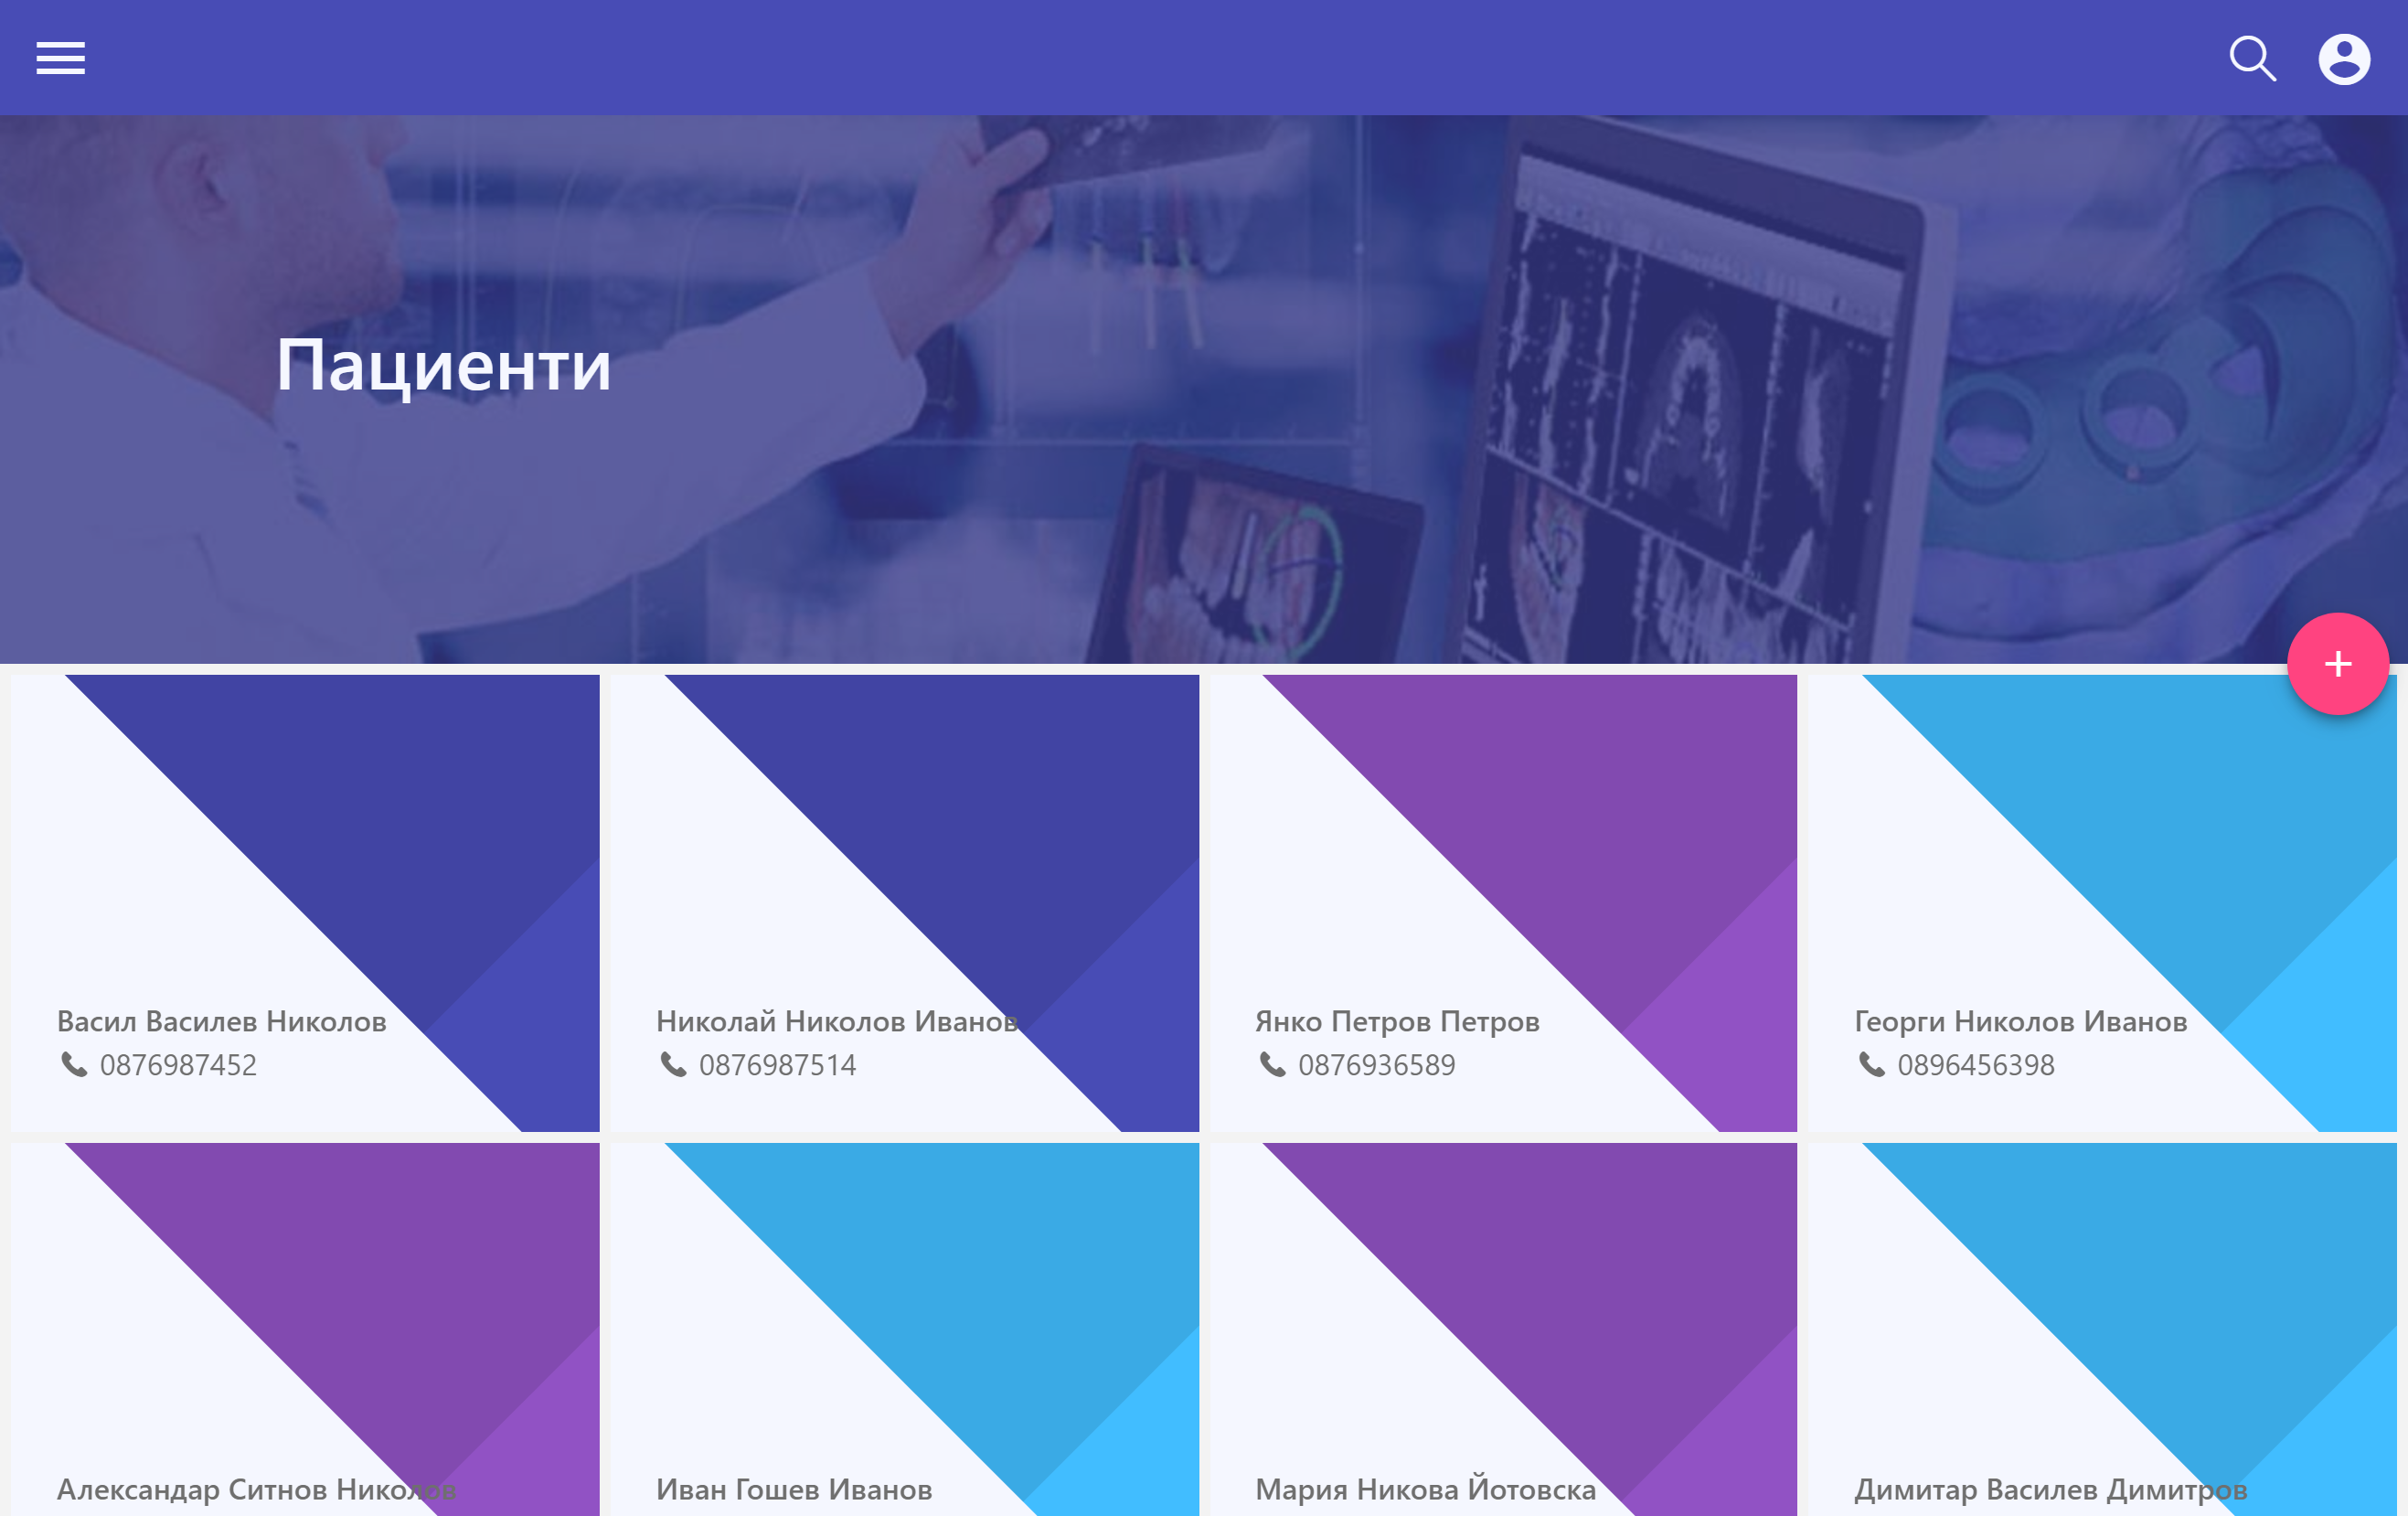 Пациенти
Васил Василев Николов
0876987452
Николай Николов Иванов
0876987514
Янко Петров Петров
0876936589
Георги Николов Иванов
0896456398
Александар Ситнов Николов
Иван Гошев Иванов
Мария Никова Йотовска
Димитар Василев Димитров